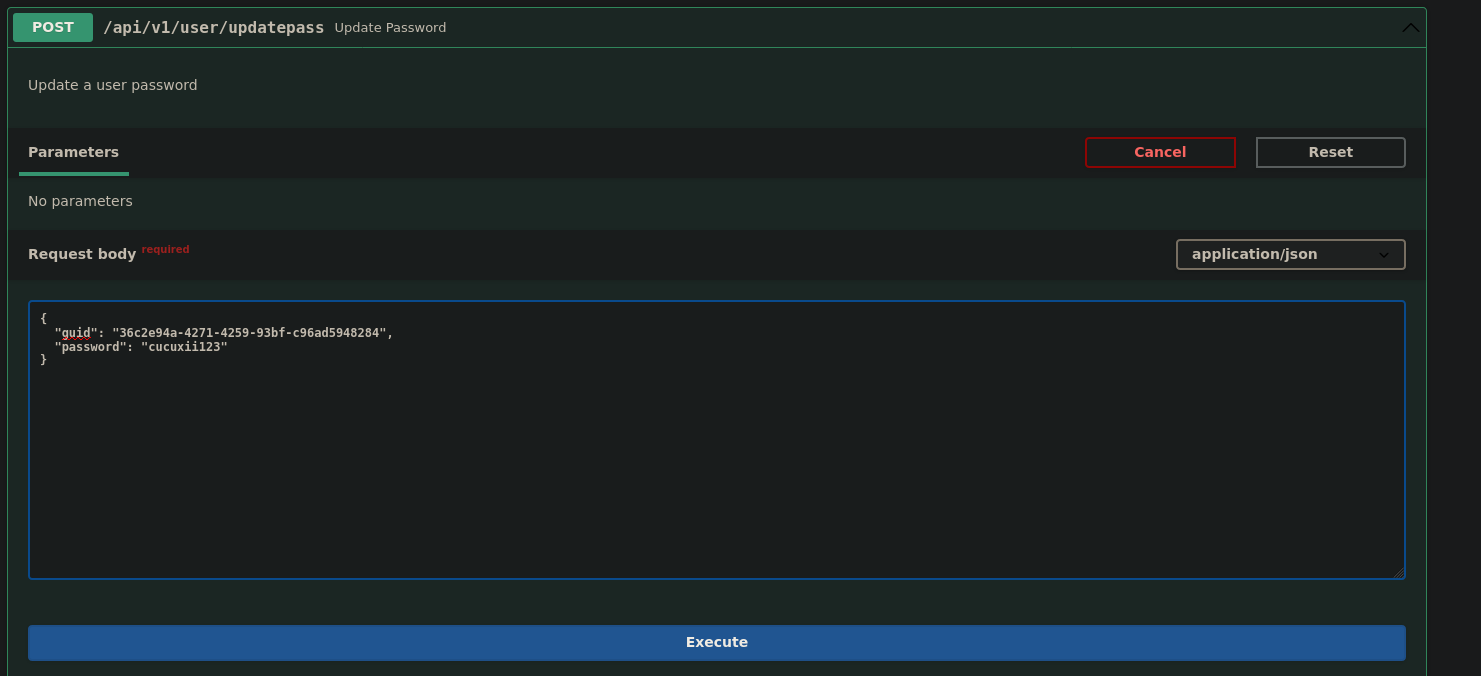 POST /api/v1/user/updatepass Update Password
Update a user password
Parameters Cancel Reset
No parameters
Request body required application/json
{
  "guid": "36c2e94a-4271-4259-93bf-c96ad5948284",
  "password": "cucuxii123"
}
Execute